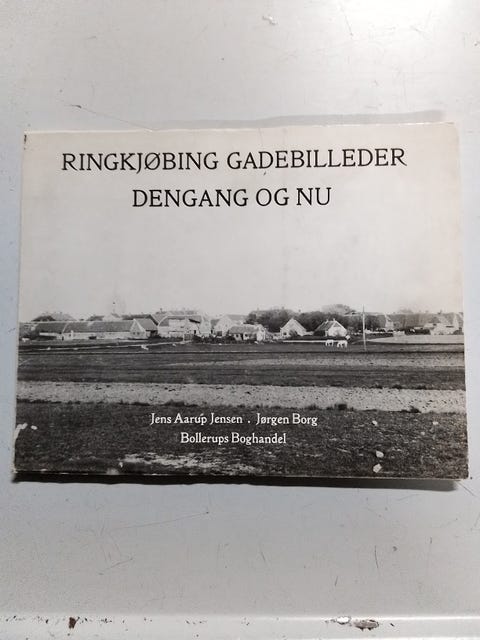 RINGKJØBING GADEBILLEDER
DENGANG OG NU
Jens Aarup Jensen . Jørgen Borg
Bollerups Boghandel